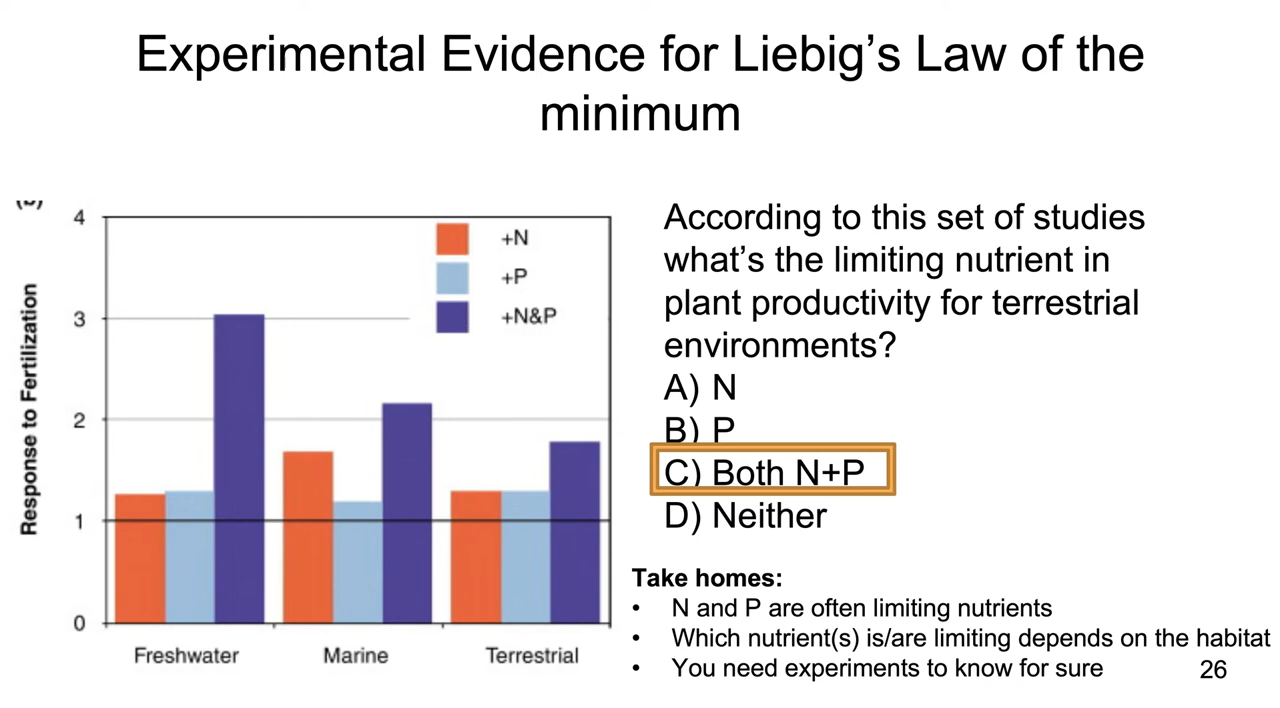 Experimental Evidence for Liebig's Law of the
minimum
4
3
2
1
0
Response to Fertilization
+N
+P
+N&P
Freshwater
Marine
Terrestrial
According to this set of studies
what's the limiting nutrient in
plant productivity for terrestrial
environments?
A) N
B) P
C) Both N+P
D) Neither
Take homes:
• N and P are often limiting nutrients
• Which nutrient(s) is/are limiting depends on the habitat
• You need experiments to know for sure
26